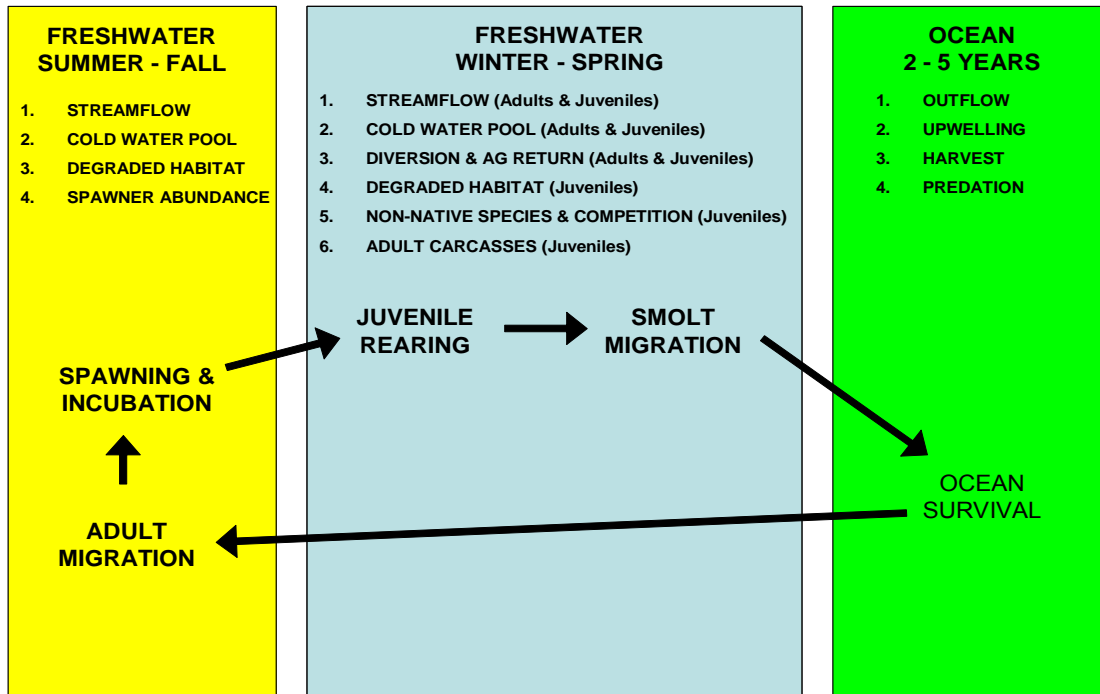 FRESHWATER
SUMMER - FALL
1. STREAMFLOW
2. COLD WATER POOL
3. DEGRADED HABITAT
4. SPAWNER ABUNDANCE
SPAWNING &
INCUBATION
ADULT
MIGRATION
FRESHWATER
WINTER - SPRING
1. STREAMFLOW (Adults & Juveniles)
2. COLD WATER POOL (Adults & Juveniles)
3. DIVERSION & AG RETURN (Adults & Juveniles)
4. DEGRADED HABITAT (Juveniles)
5. NON-NATIVE SPECIES & COMPETITION (Juveniles)
6. ADULT CARCASSES (Juveniles)
JUVENILE
REARING
SMOLT
MIGRATION
OCEAN
2 - 5 YEARS
1. OUTFLOW
2. UPWELLING
3. HARVEST
4. PREDATION
OCEAN
SURVIVAL